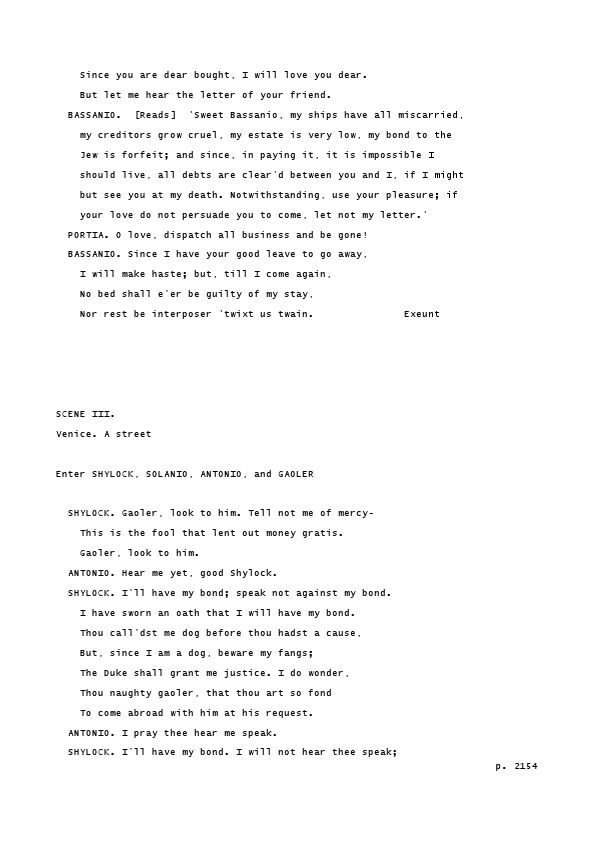 Since you are dear bought, I will love you dear.
But let me hear the letter of your friend.
BASSANIO.  [Reads]  'Sweet Bassanio, my ships have all miscarried,
my creditors grow cruel, my estate is very low, my bond to the
Jew is forfeit; and since, in paying it, it is impossible I
should live, all debts are clear'd between you and I, if I might
but see you at my death. Notwithstanding, use your pleasure; if
your love do not persuade you to come, let not my letter.'
PORTIA. O love, dispatch all business and be gone!
BASSANIO. Since I have your good leave to go away,
I will make haste; but, till I come again,
No bed shall e'er be guilty of my stay,
Nor rest be interposer 'twixt us twain.               Exeunt
SCENE III.
Venice. A street
Enter SHYLOCK, SOLANIO, ANTONIO, and GAOLER
SHYLOCK. Gaoler, look to him. Tell not me of mercy-
This is the fool that lent out money gratis.
Gaoler, look to him.
ANTONIO. Hear me yet, good Shylock.
SHYLOCK. I'll have my bond; speak not against my bond.
I have sworn an oath that I will have my bond.
Thou call'dst me dog before thou hadst a cause,
But, since I am a dog, beware my fangs;
The Duke shall grant me justice. I do wonder,
Thou naughty gaoler, that thou art so fond
To come abroad with him at his request.
ANTONIO. I pray thee hear me speak.
SHYLOCK. I'll have my bond. I will not hear thee speak;
p. 2154